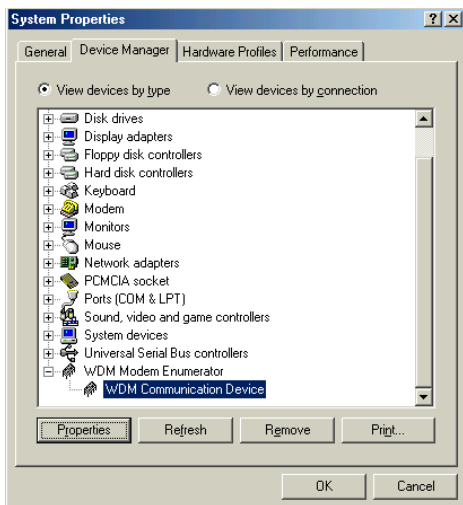 System Properties
General Device Manager Hardware Profiles Performance
View devices by type View devices by connection
Disk drives
Display adapters
Floppy disk controllers
Hard disk controllers
Keyboard
Modem
Monitors
Mouse
Network adapters
PCMCIA socket
Ports (COM & LPT)
Sound, video and game controllers
System devices
Universal Serial Bus controllers
WDM Modem Enumerator
WDM Communication Device
Properties Refresh Remove Print...
OK Cancel